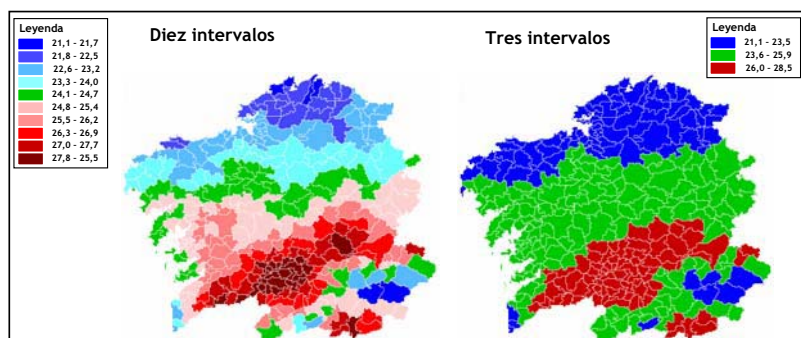 Leyenda
21,1 - 21,7
21,8 - 22,5
22,6 - 23,2
23,3 - 24,0
24,1 - 24,7
24,8 - 25,4
25,5 - 26,2
26,3 - 26,9
27,0 - 27,7
27,8 - 25,5
Diez intervalos
Tres intervalos
Leyenda
21,1 - 23,5
23,6 - 25,9
26,0 - 28,5